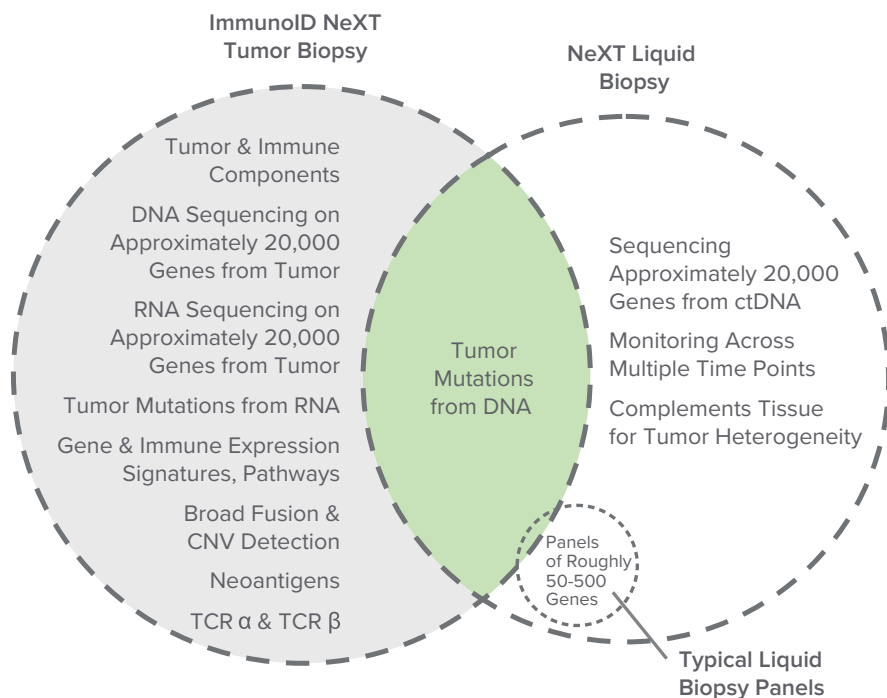 ImmunoID NeXT
Tumor Biopsy
NeXT Liquid
Biopsy
Tumor & Immune
Components
DNA Sequencing on
Approximately 20,000
Genes from Tumor
RNA Sequencing on
Approximately 20,000
Genes from Tumor
Tumor Mutations from RNA
Gene & Immune Expression
Signatures, Pathways
Broad Fusion &
CNV Detection
Neoantigens
TCR α & TCR β
Tumor
Mutations
from DNA
Sequencing
Approximately 20,000
Genes from ctDNA
Monitoring Across
Multiple Time Points
Complements Tissue
for Tumor Heterogeneity
Panels
of Roughly
50-500
Genes
Typical Liquid
Biopsy Panels